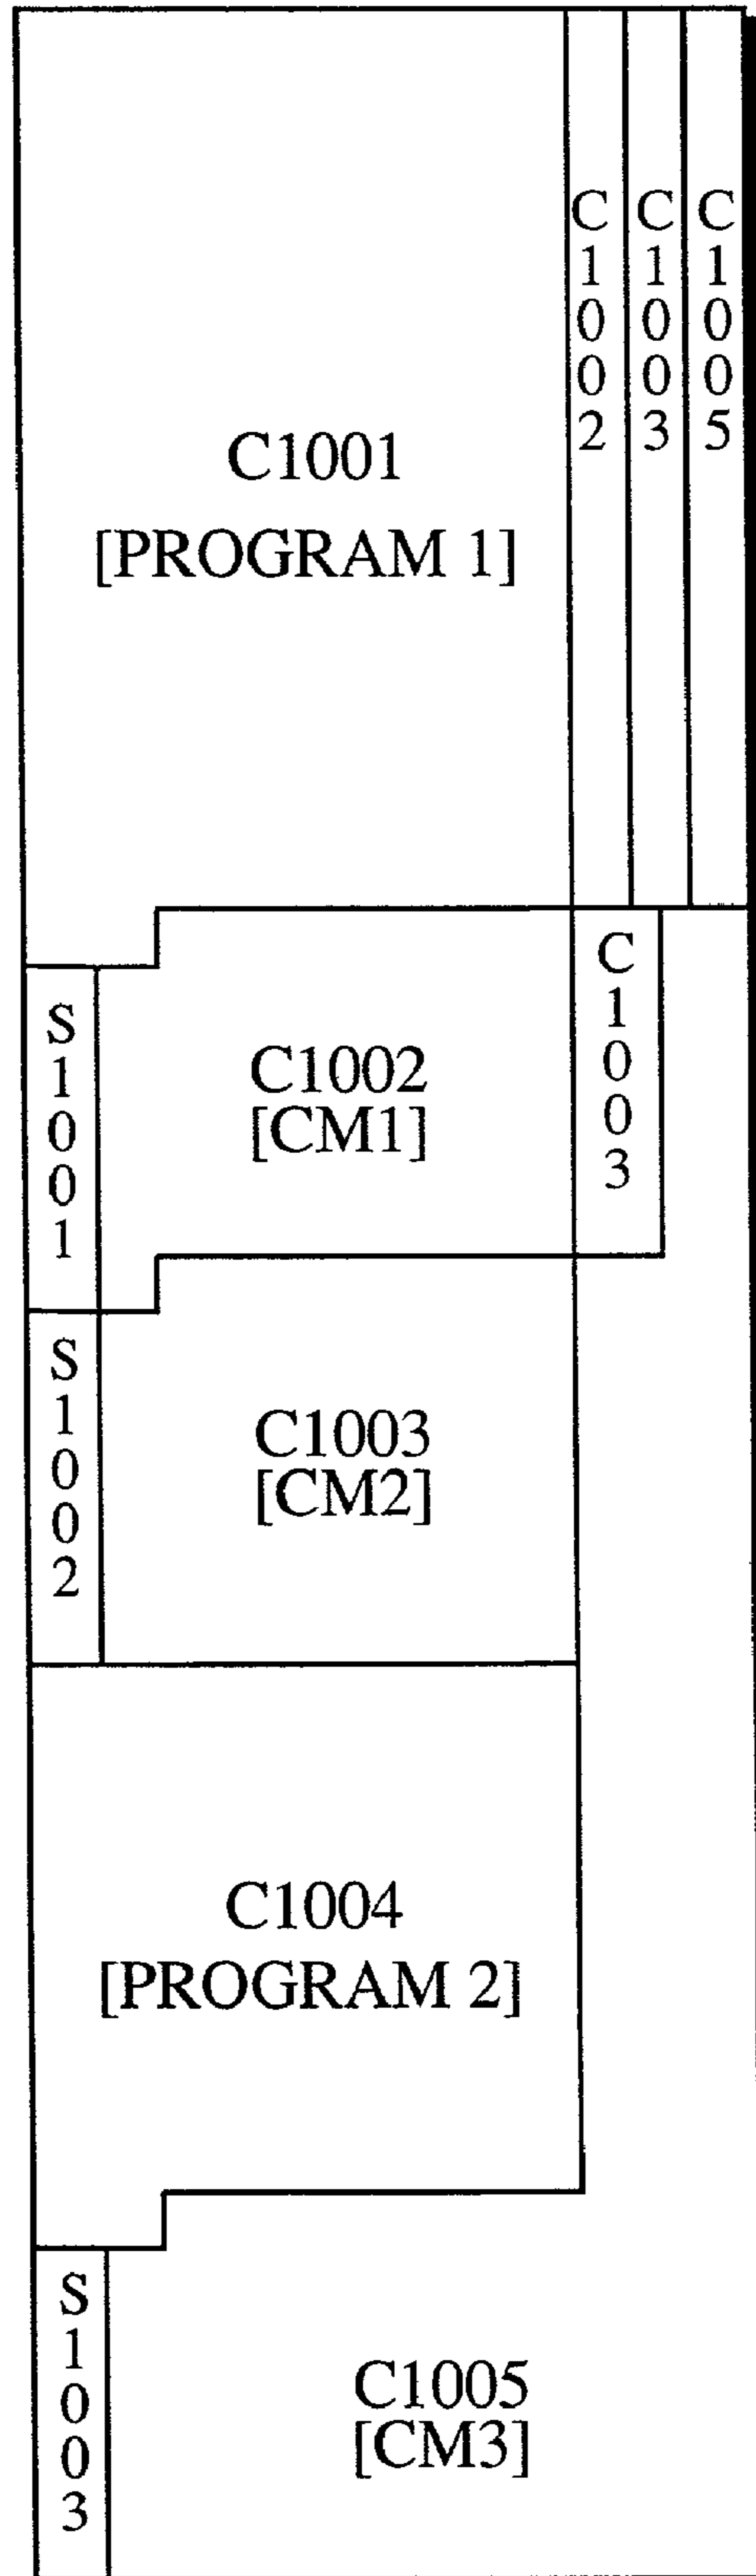 C1001
[PROGRAM 1]
C1002
C1003
C1005
S1001
C1002
[CM1]
C1003
S1002
C1003
[CM2]
C1004
[PROGRAM 2]
S1003
C1005
[CM3]